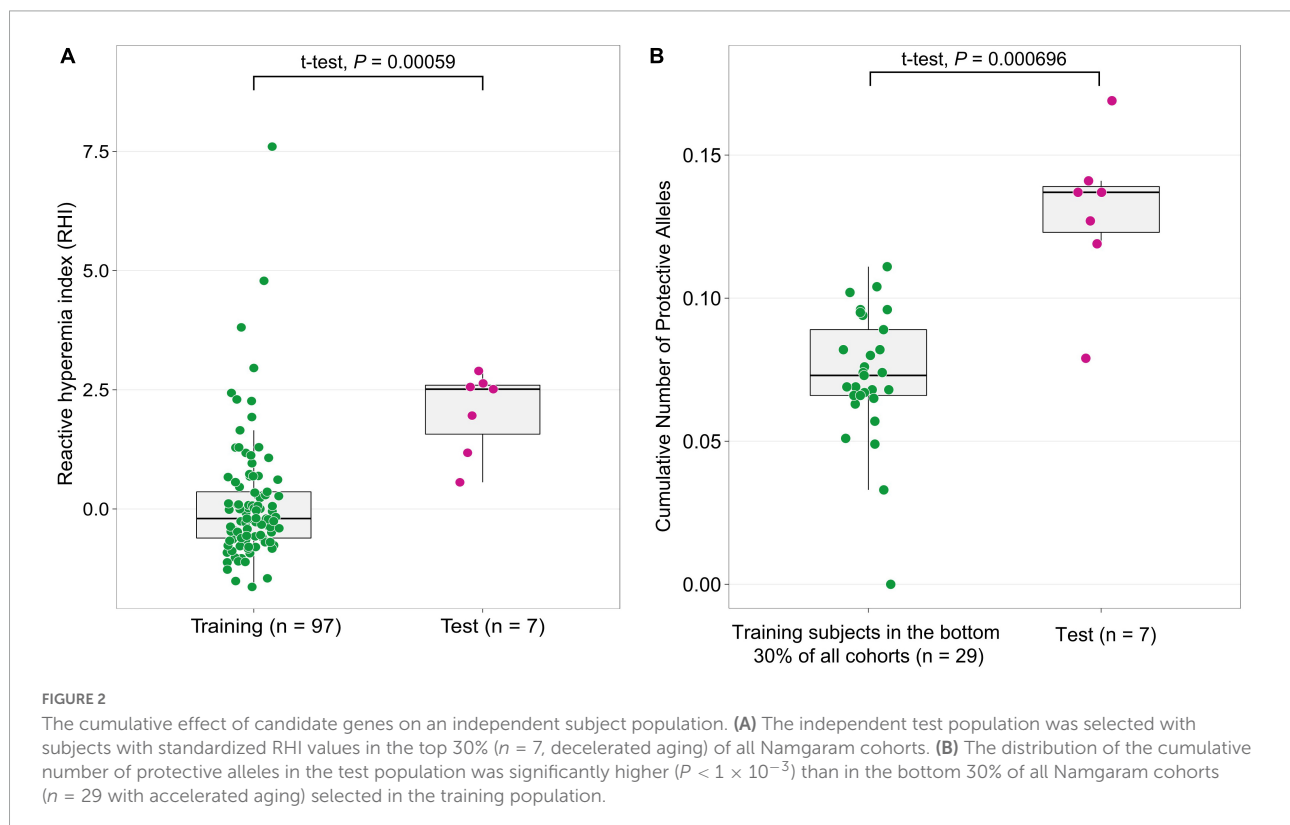 A
t-test, P = 0.00059
7.5
5.0
2.5
0.0
Reactive hyperemia index (RHI)
Training (n = 97)
Test (n = 7)
B
t-test, P = 0.000696
0.15
0.10
0.05
0.00
Cumulative Number of Protective Alleles
Training subjects in the bottom
30% of all cohorts (n = 29)
Test (n = 7)
FIGURE 2
The cumulative effect of candidate genes on an independent subject population. (A) The independent test population was selected with
subjects with standardized RHI values in the top 30% (n = 7, decelerated aging) of all Namgaram cohorts. (B) The distribution of the cumulative
number of protective alleles in the test population was significantly higher (P < 1 × 10⁻³) than in the bottom 30% of all Namgaram cohorts
(n = 29 with accelerated aging) selected in the training population.